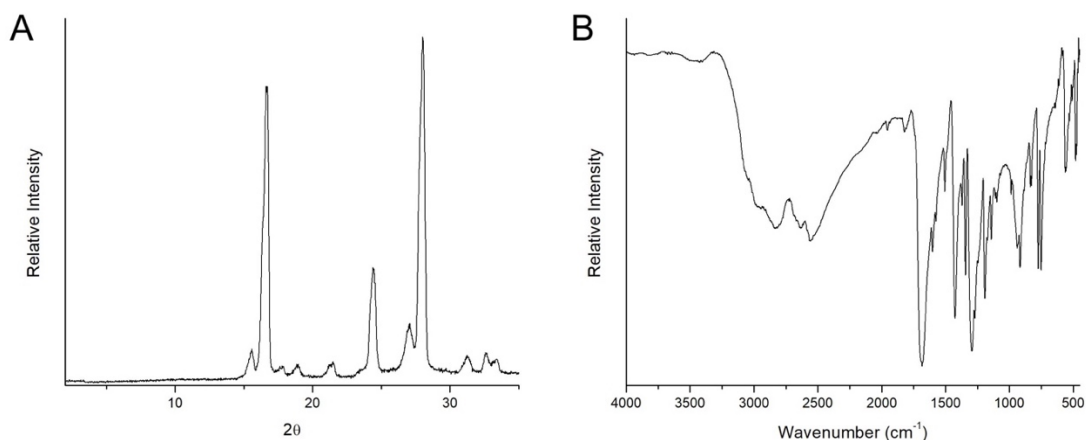 A
Relative Intensity
10 20 30
2θ
B
Relative Intensity
4000 3500 3000 2500 2000 1500 1000 500
Wavenumber (cm⁻¹)